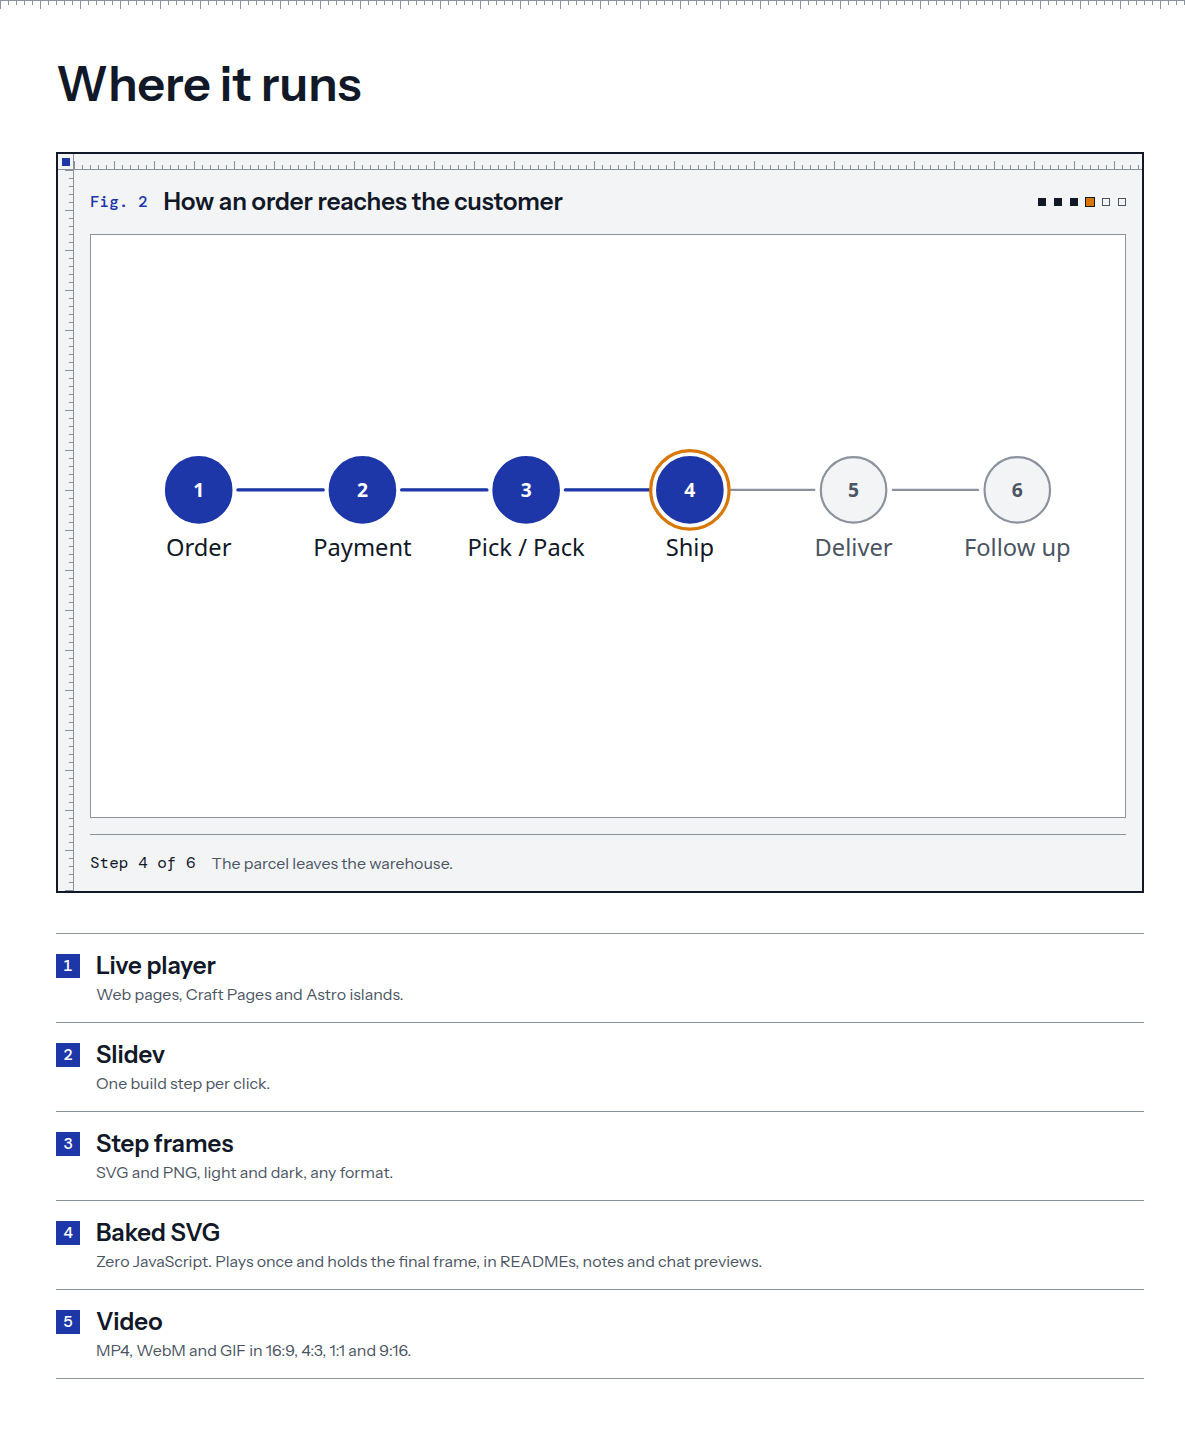 Where it runs
Fig. 2 How an order reaches the customer
1 2 3 4 5 6
Order Payment Pick / Pack Ship Deliver Follow up
Step 4 of 6 The parcel leaves the warehouse.
1 Live player
Web pages, Craft Pages and Astro islands.
2 Slidev
One build step per click.
3 Step frames
SVG and PNG, light and dark, any format.
4 Baked SVG
Zero JavaScript. Plays once and holds the final frame, in READMEs, notes and chat previews.
5 Video
MP4, WebM and GIF in 16:9, 4:3, 1:1 and 9:16.